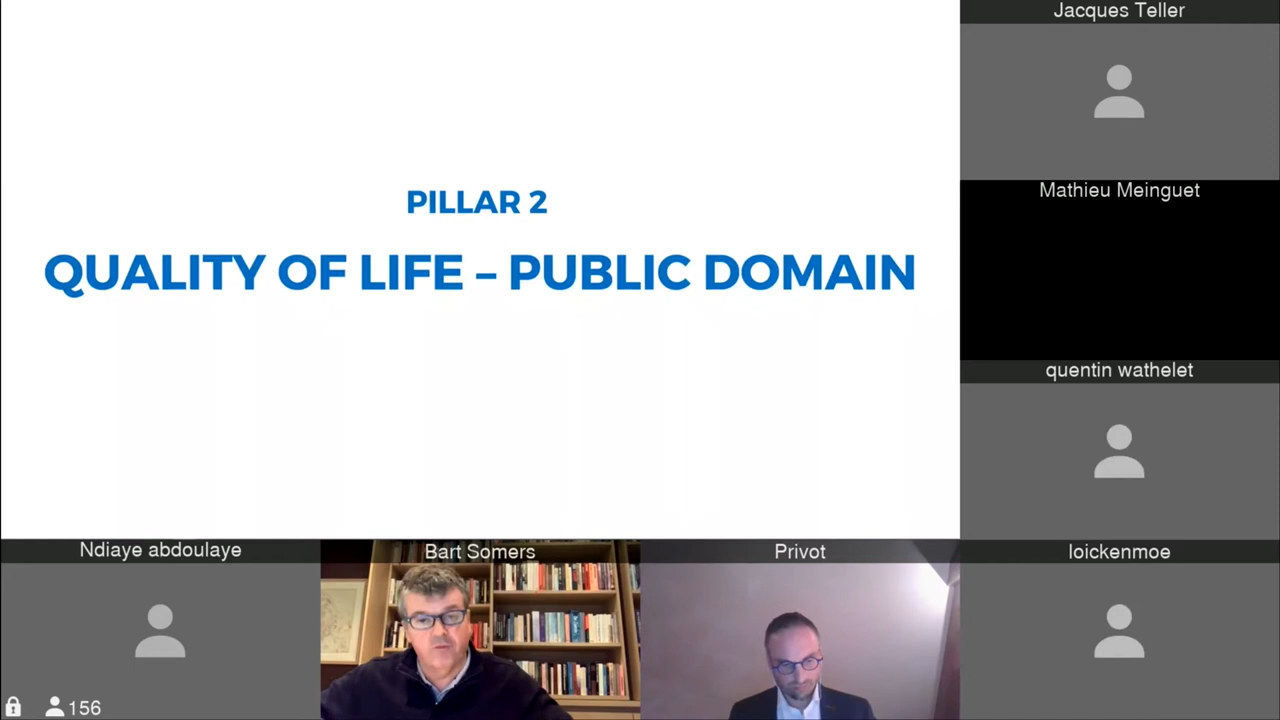 PILLAR 2
QUALITY OF LIFE – PUBLIC DOMAIN
Jacques Teller
Mathieu Meinguet
quentin wathelet
Ndiaye abdoulaye
Bart Somers
Privot
loickenmoe
156